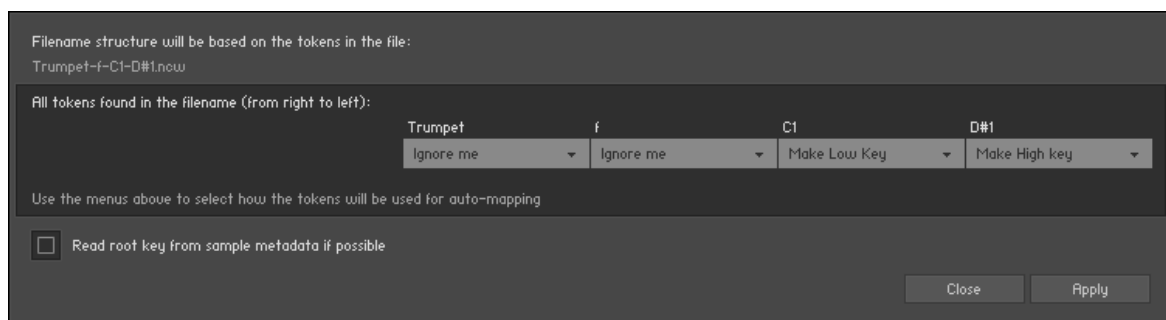 Filename structure will be based on the tokens in the file:
Trumpet-f-C1-D#1.ncw
All tokens found in the filename (from right to left):
Trumpet f C1 D#1
Ignore me Ignore me Make Low Key Make High key
Use the menus above to select how the tokens will be used for auto-mapping
Read root key from sample metadata if possible
Close Apply